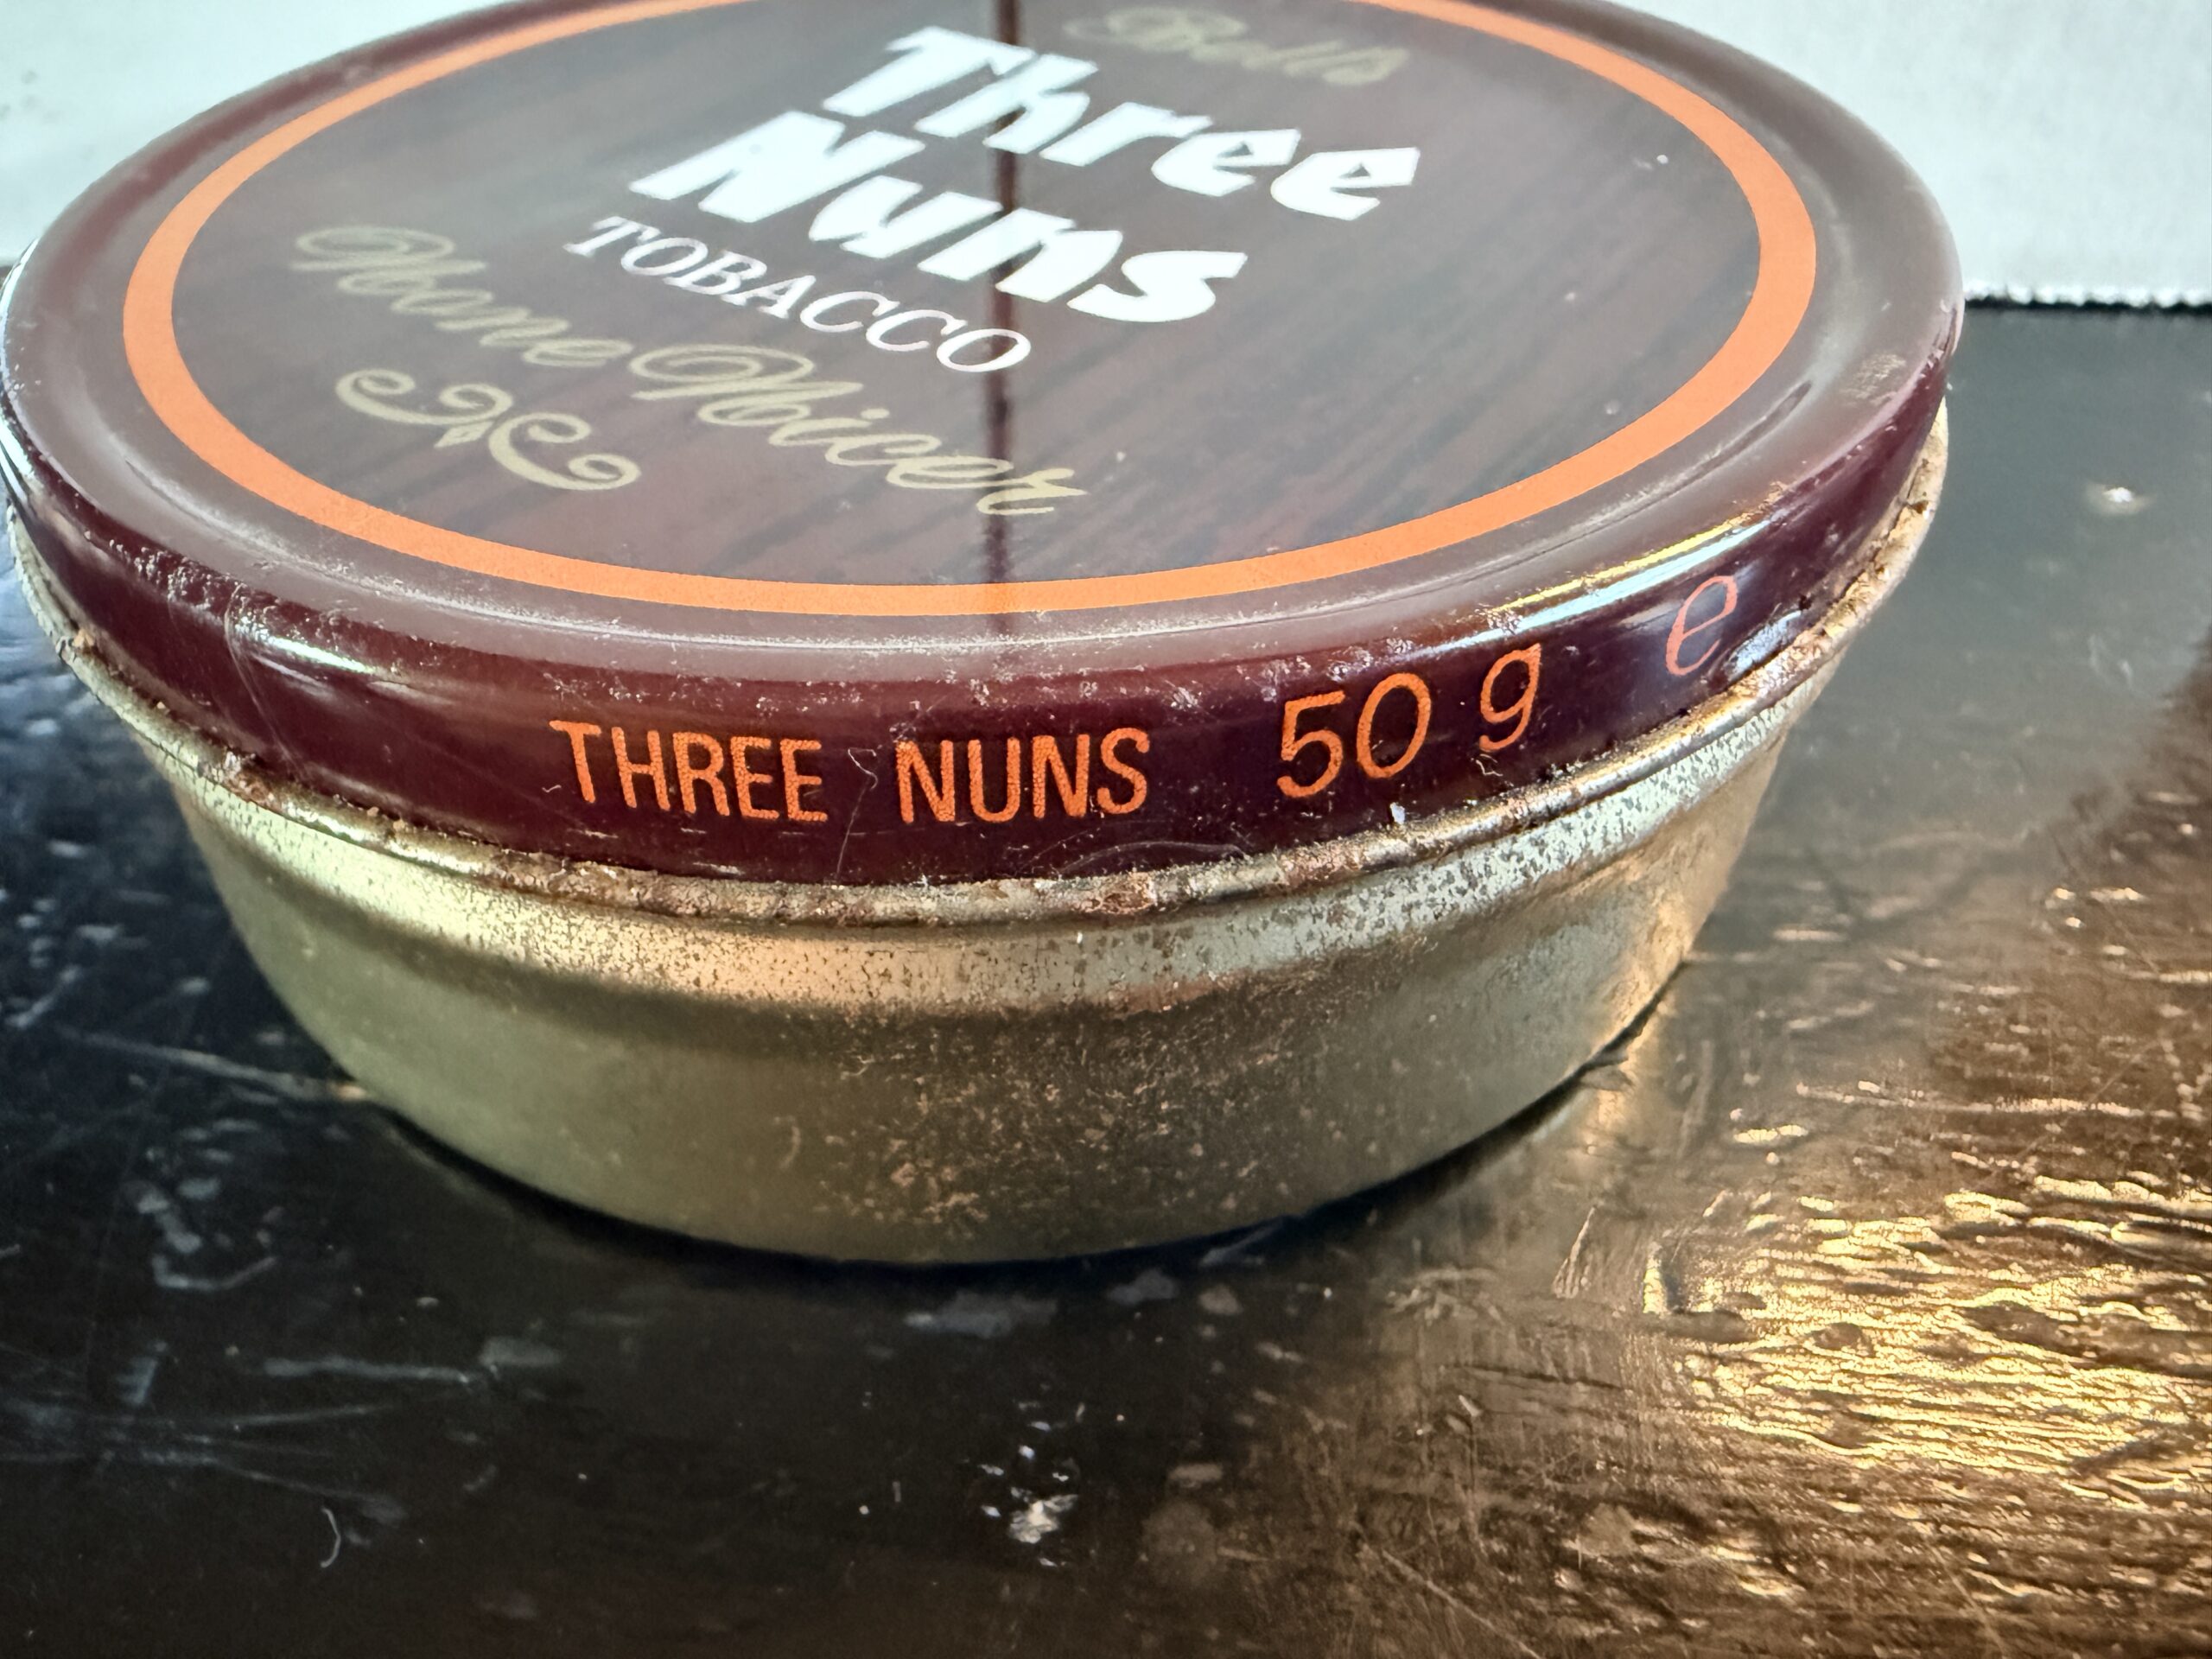 Bell's
Three
Nuns
TOBACCO
None Nicer
THREE NUNS 50 g e